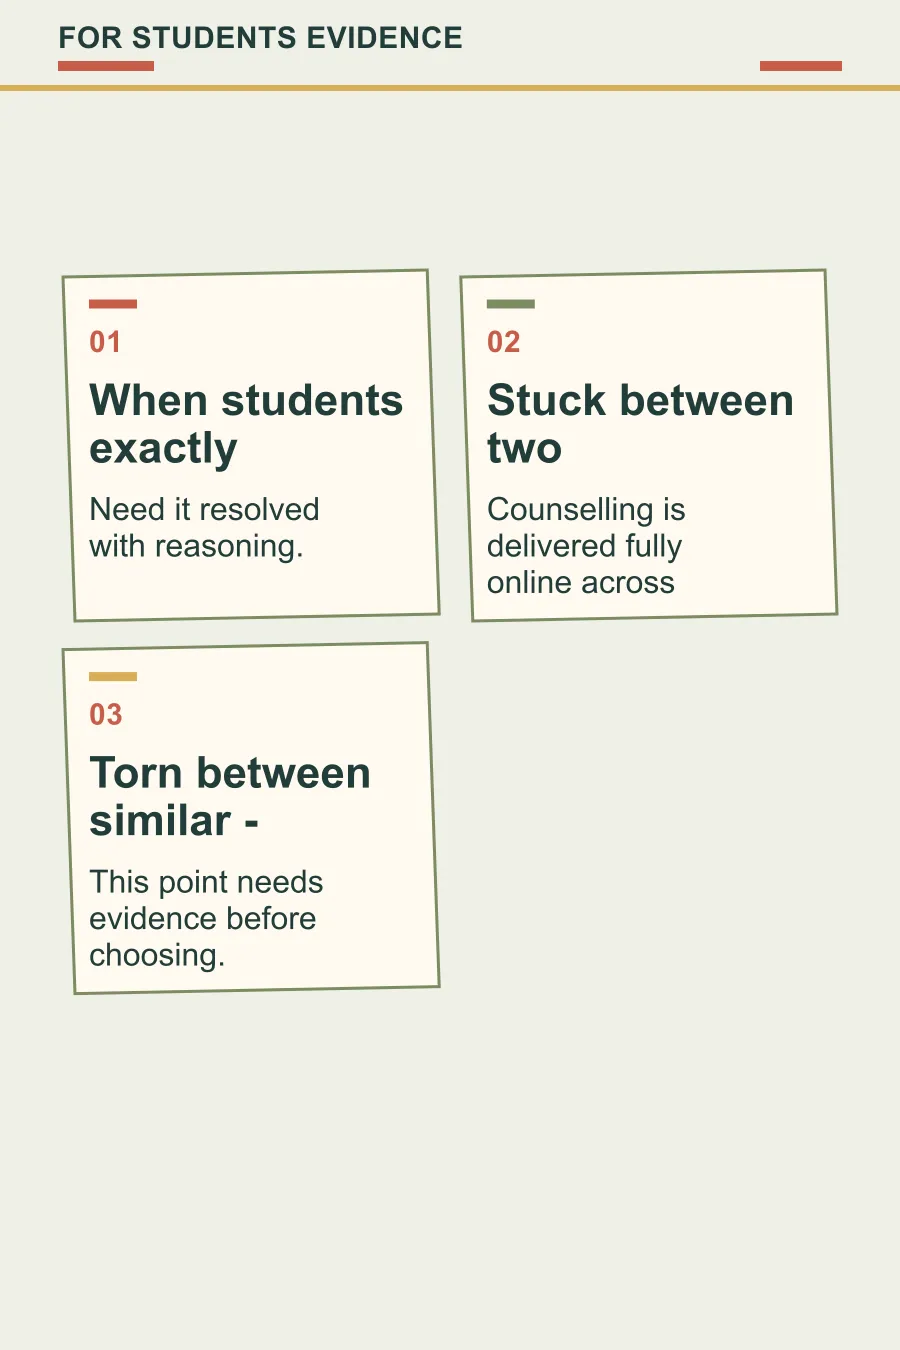 FOR STUDENTS EVIDENCE
01
When students
exactly
Need it resolved
with reasoning.
02
Stuck between
two
Counselling is
delivered fully
online across
03
Torn between
similar -
This point needs
evidence before
choosing.